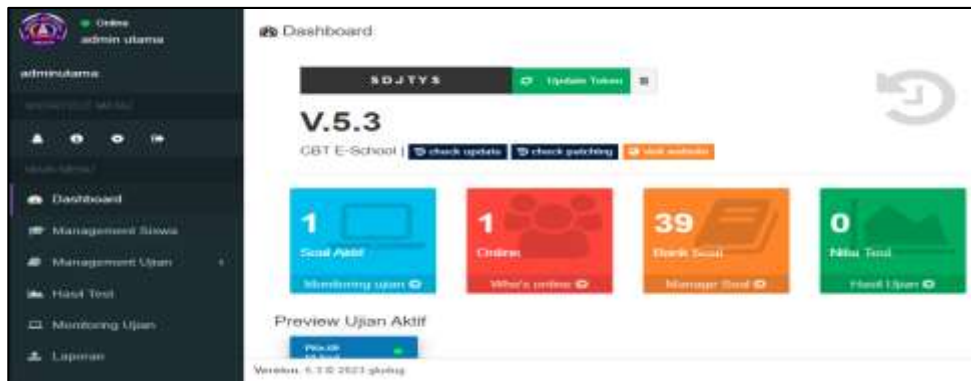 Online
admin utama
adminutama
Dashboard
Management Siswa
Management Ujian
Hasil Test
Monitoring Ujian
Laporan
Dashboard
SDJTYS
Update Token
V.5.3
CBT E-School | check update check patching visit website
1
Soal Aktif
Monitoring ujian
1
Online
Who's online
39
Bank Soal
Manage Soal
0
Nilai Test
Hasil Ujian
Preview Ujian Aktif
Version
2023